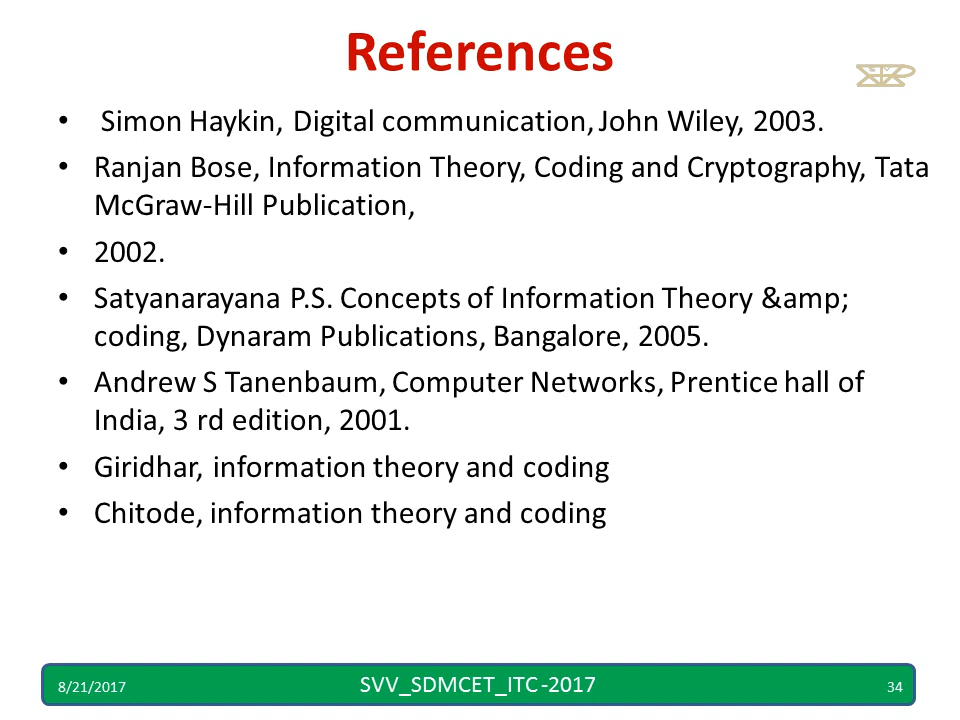 References
• Simon Haykin, Digital communication, John Wiley, 2003.
• Ranjan Bose, Information Theory, Coding and Cryptography, Tata
McGraw-Hill Publication,
• 2002.
• Satyanarayana P.S. Concepts of Information Theory &amp;
coding, Dynaram Publications, Bangalore, 2005.
• Andrew S Tanenbaum, Computer Networks, Prentice hall of
India, 3 rd edition, 2001.
• Giridhar, information theory and coding
• Chitode, information theory and coding
8/21/2017 SVV_SDMCET_ITC -2017 34